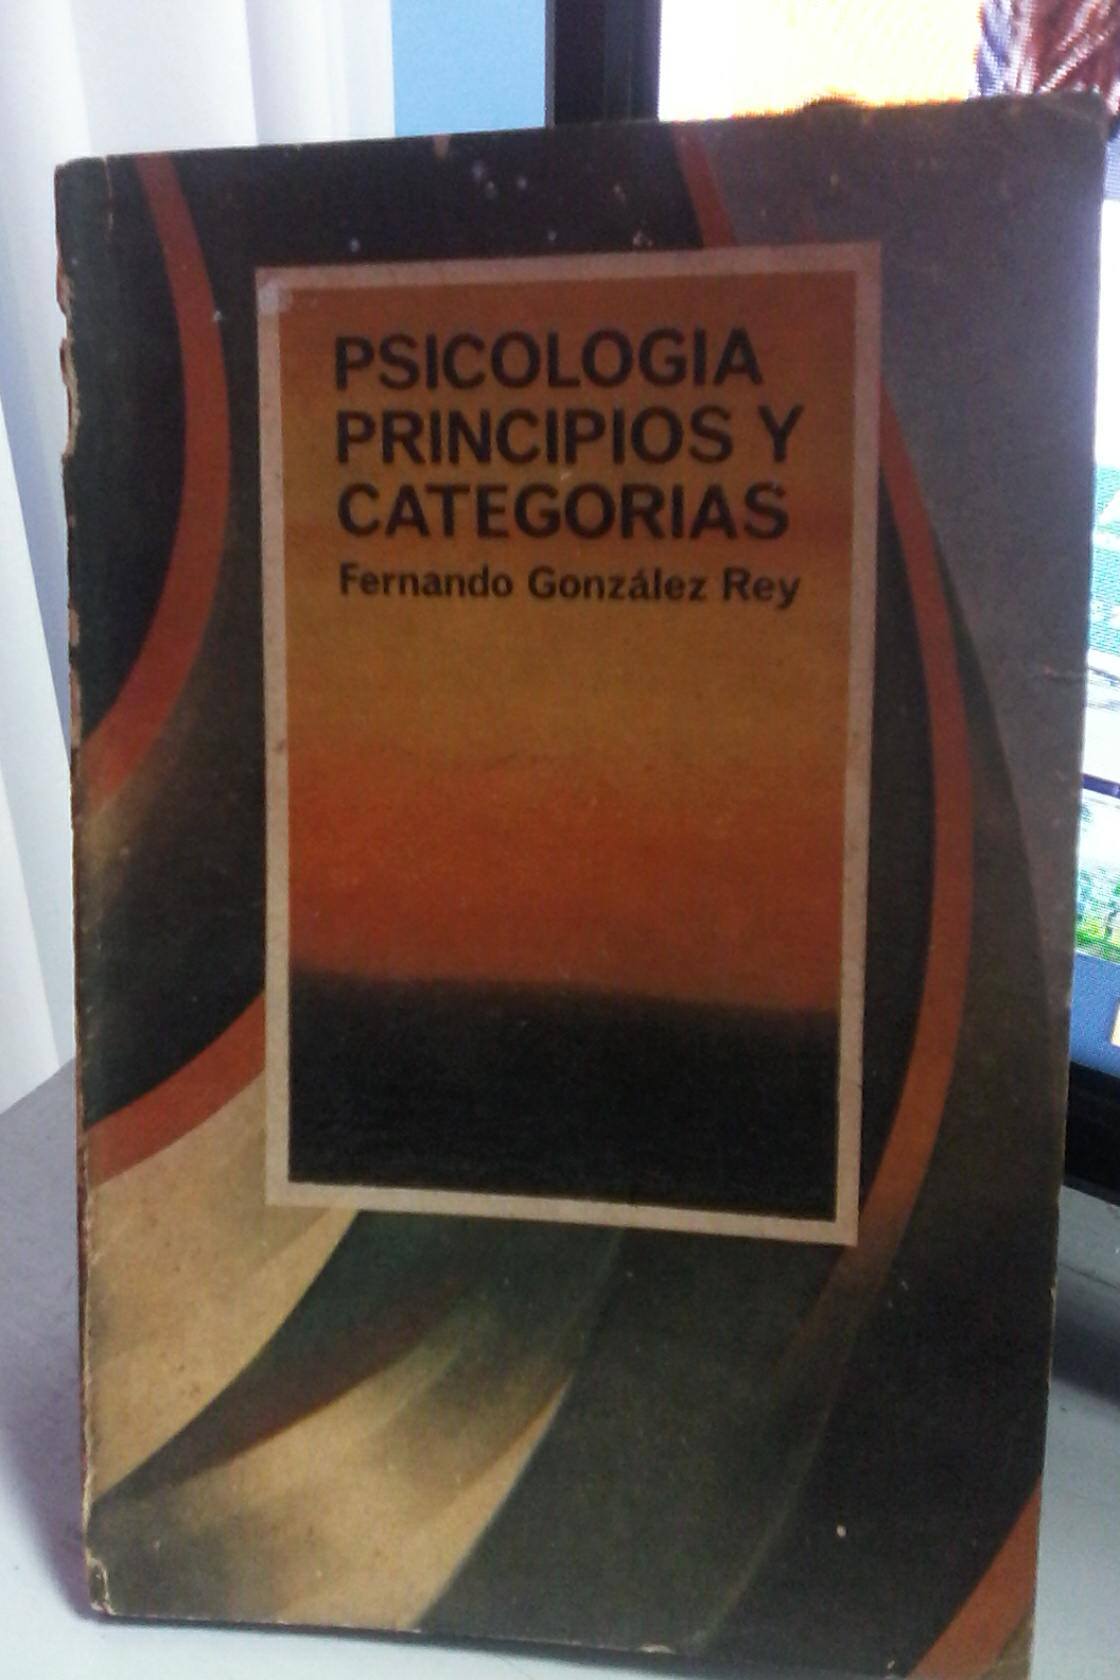 PSICOLOGIA
PRINCIPIOS Y
CATEGORIAS
Fernando González Rey